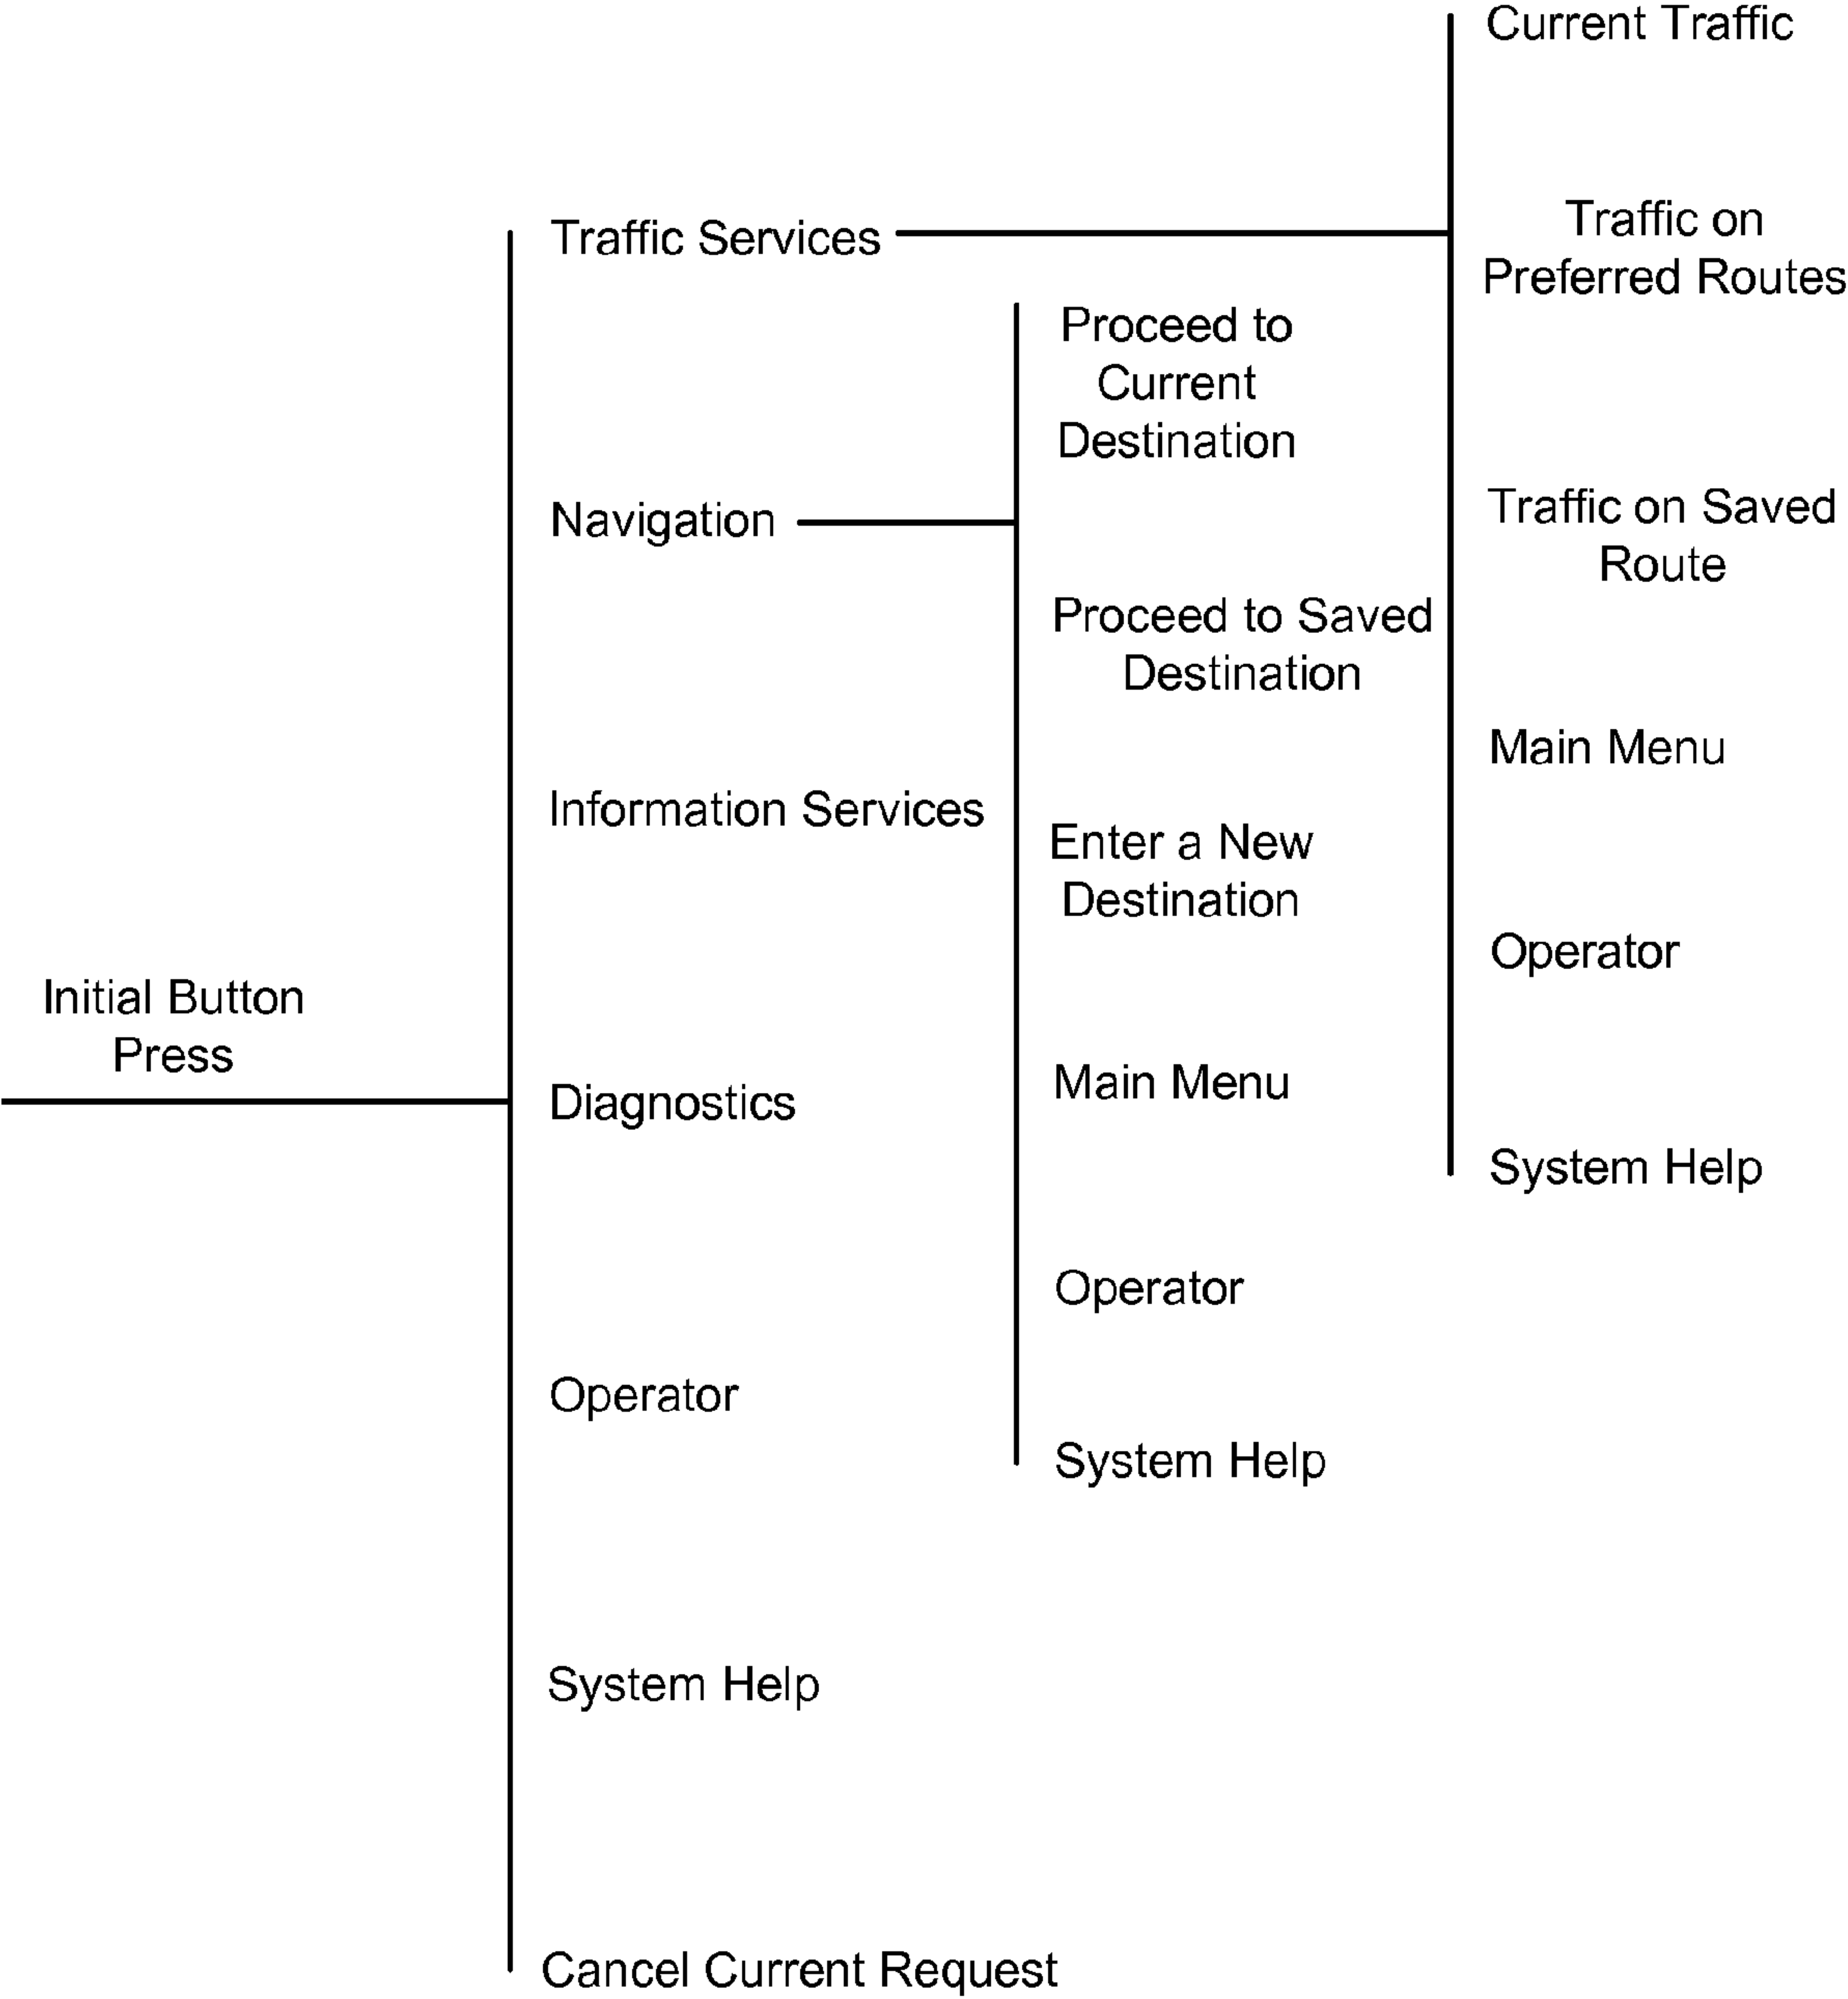 Initial Button
Press
Traffic Services
Navigation
Information Services
Diagnostics
Operator
System Help
Cancel Current Request
Proceed to
Current
Destination
Proceed to Saved
Destination
Enter a New
Destination
Main Menu
Operator
System Help
Current Traffic
Traffic on
Preferred Routes
Traffic on Saved
Route
Main Menu
Operator
System Help